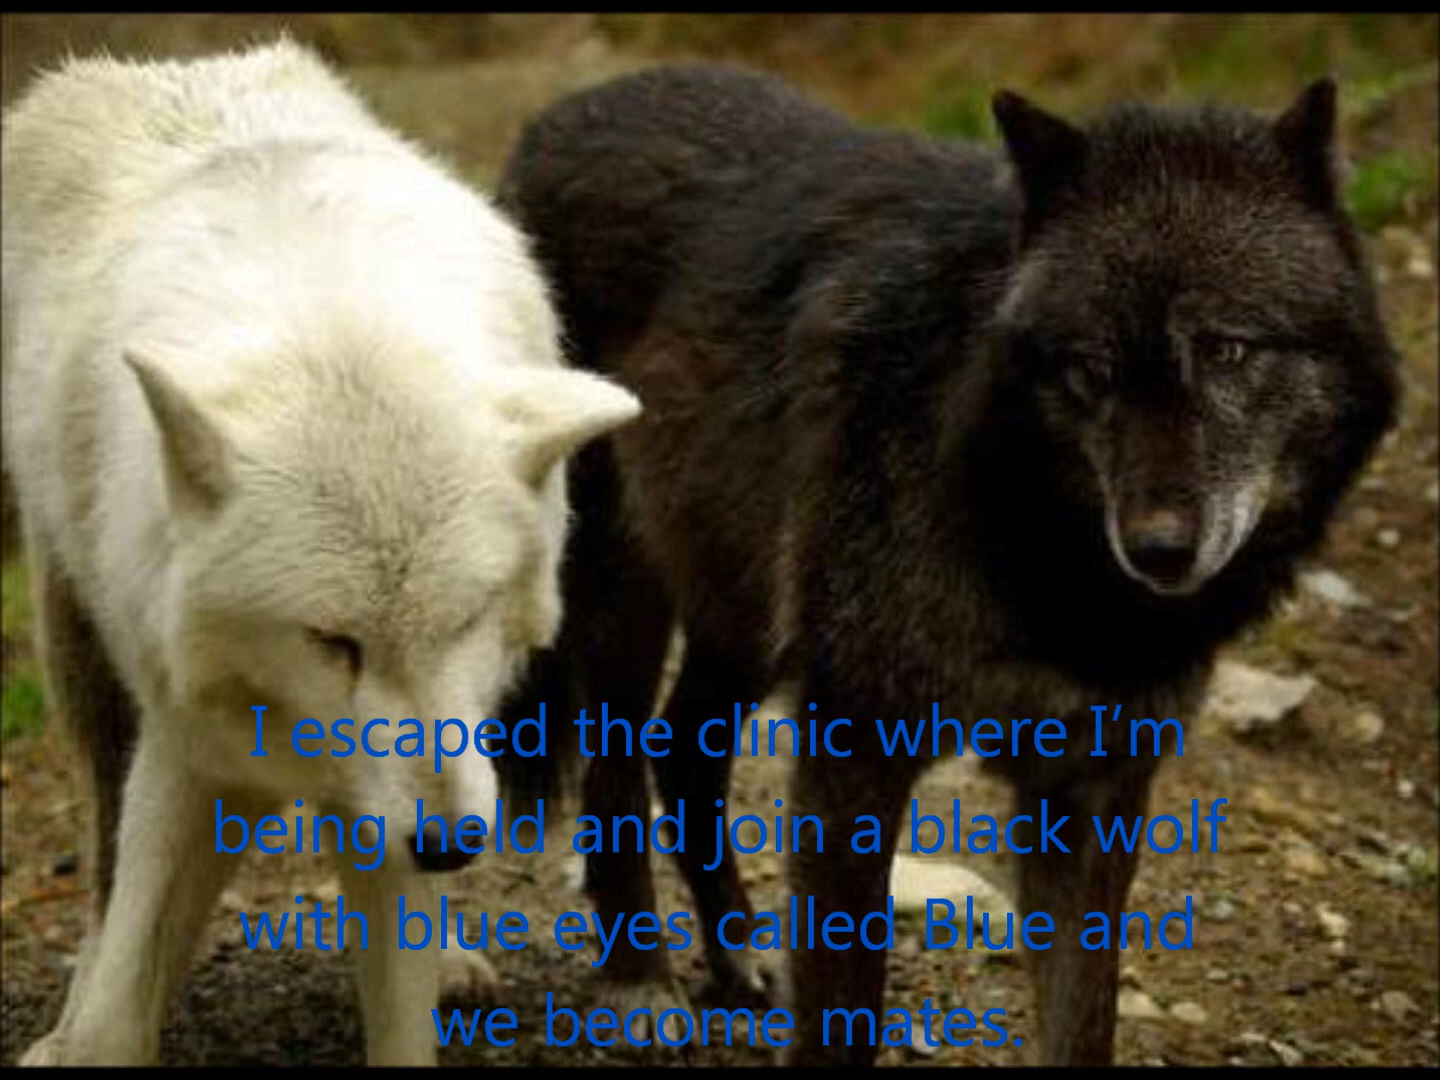 I escaped the clinic where I’m
being held and join a black wolf
with blue eyes called Blue and
we become mates.